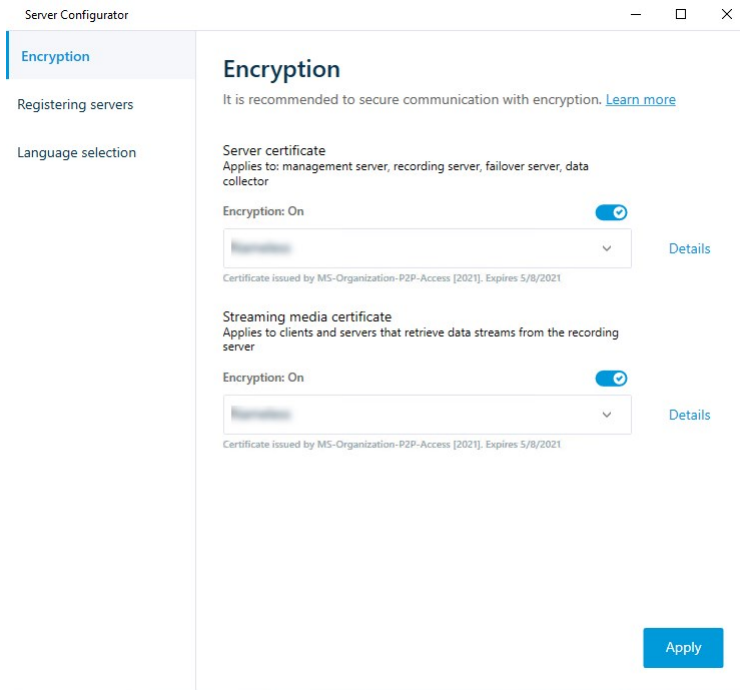 Server Configurator
Encryption
Registering servers
Language selection
Encryption
It is recommended to secure communication with encryption. Learn more
Server certificate
Applies to: management server, recording server, failover server, data
collector
Encryption: On
Details
Certificate issued by MS-Organization-P2P-Access [2021]. Expires 5/8/2021
Streaming media certificate
Applies to clients and servers that retrieve data streams from the recording
server
Encryption: On
Details
Certificate issued by MS-Organization-P2P-Access [2021]. Expires 5/8/2021
Apply